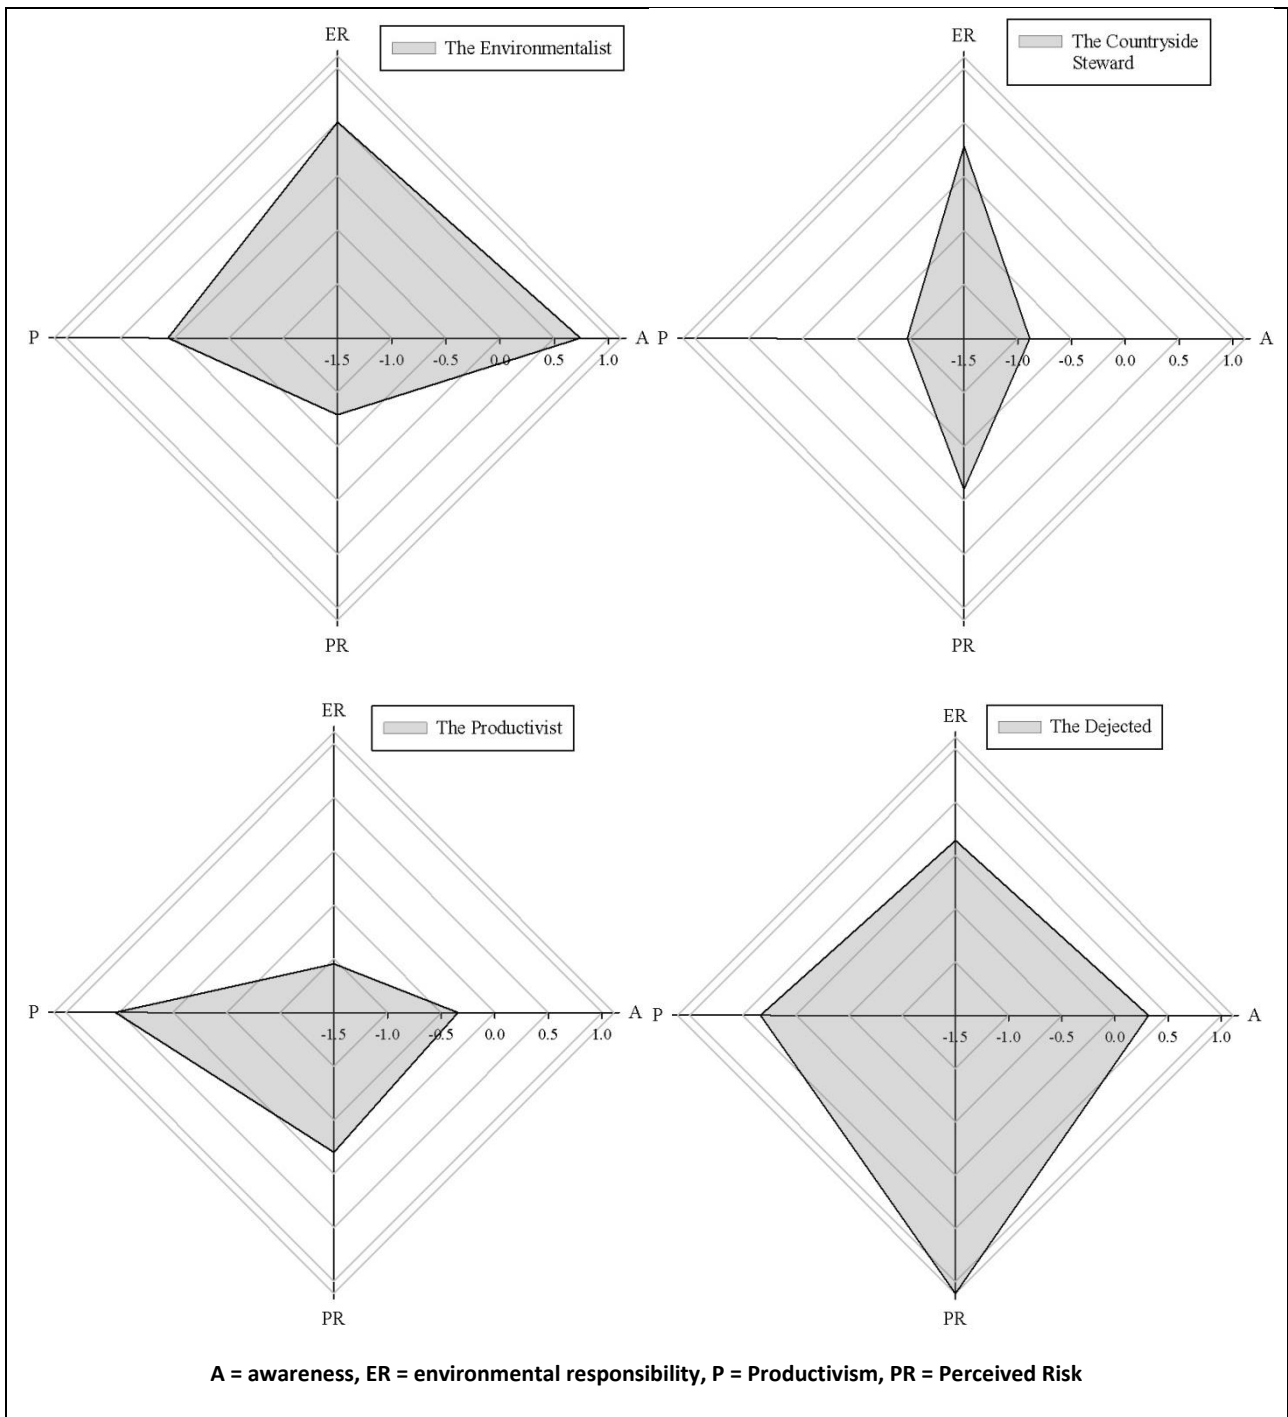 ER
The Environmentalist
P
A
-1.5 -1.0 -0.5 0.0 0.5 1.0
PR
ER
The Countryside
Steward
P
A
-1.5 -1.0 -0.5 0.0 0.5 1.0
PR
ER
The Productivist
P
A
-1.5 -1.0 -0.5 0.0 0.5 1.0
PR
ER
The Dejected
P
A
-1.5 -1.0 -0.5 0.0 0.5 1.0
PR
A = awareness, ER = environmental responsibility, P = Productivism, PR = Perceived Risk